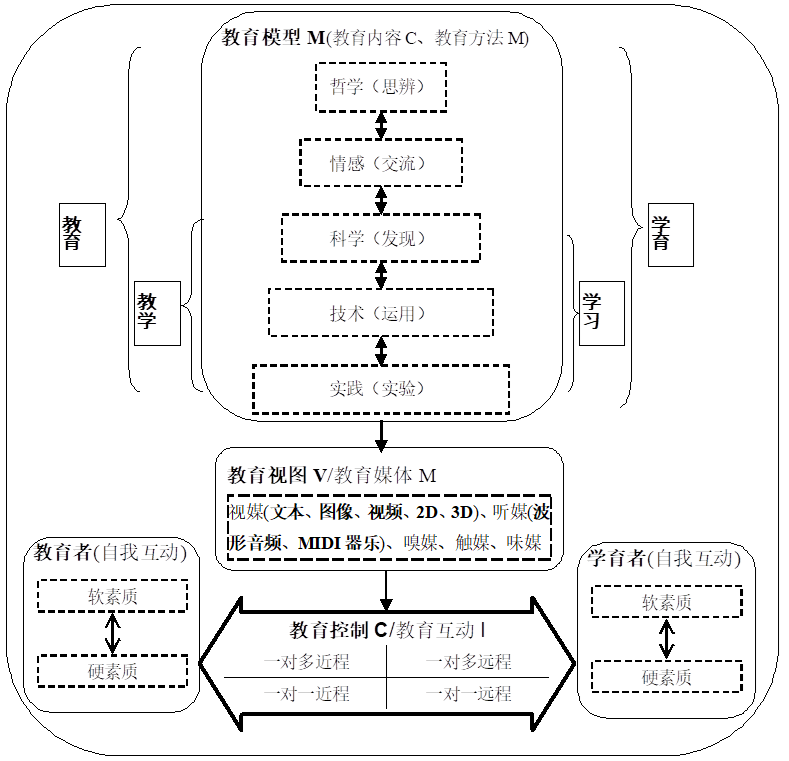 教育模型 M(教育内容 C、教育方法 M)
哲学（思辨）
情感（交流）
科学（发现）
技术（运用）
实践（实验）
教育
教学
学育
学习
教育视图 V/教育媒体 M
视媒(文本、图像、视频、2D、3D)、听媒(波
形音频、MIDI 器乐)、嗅媒、触媒、味媒
教育者(自我互动)
软素质
硬素质
教育控制 C/教育互动 I
一对多近程
一对多远程
一对一近程
一对一远程
学育者(自我互动)
软素质
硬素质